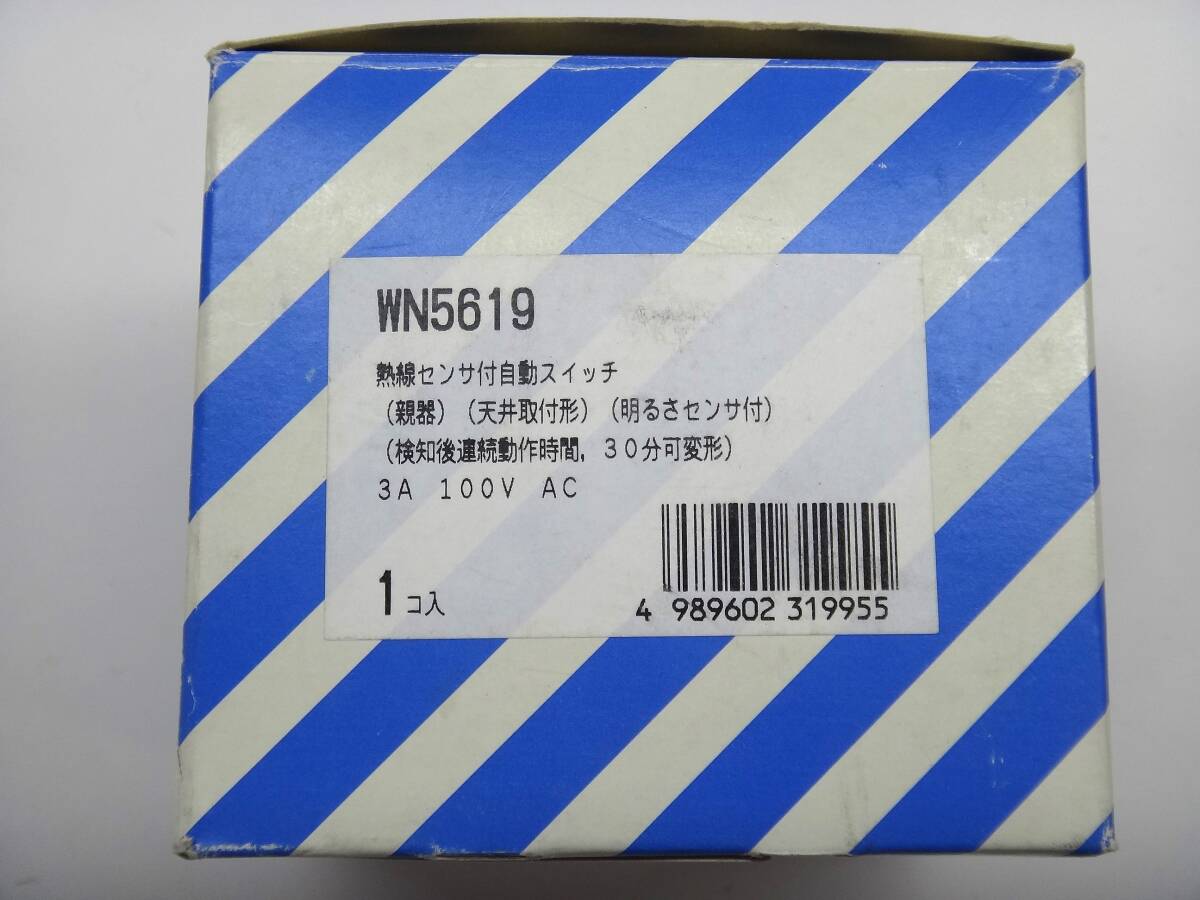 WN5619
熱線センサ付自動スイッチ
（親器）（天井取付形）（明るさセンサ付）
（検知後連続動作時間，３０分可変形）
３Ａ １００Ｖ ＡＣ
1コ入
4 989602 319955